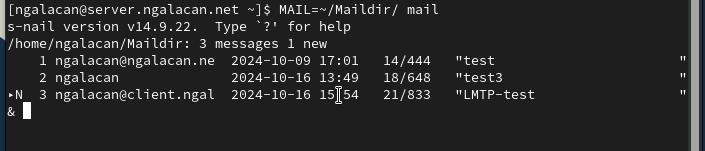 [ngalacan@server.ngalacan.net ~]$ MAIL=~/Maildir/ mail
s-nail version v14.9.22.  Type `?' for help
/home/ngalacan/Maildir: 3 messages 1 new
    1 ngalacan@ngalacan.ne  2024-10-09 17:01   14/444   "test                  "
    2 ngalacan              2024-10-16 13:49   18/648   "test3                 "
▸N  3 ngalacan@client.ngal  2024-10-16 15:54   21/833   "LMTP-test             "
&